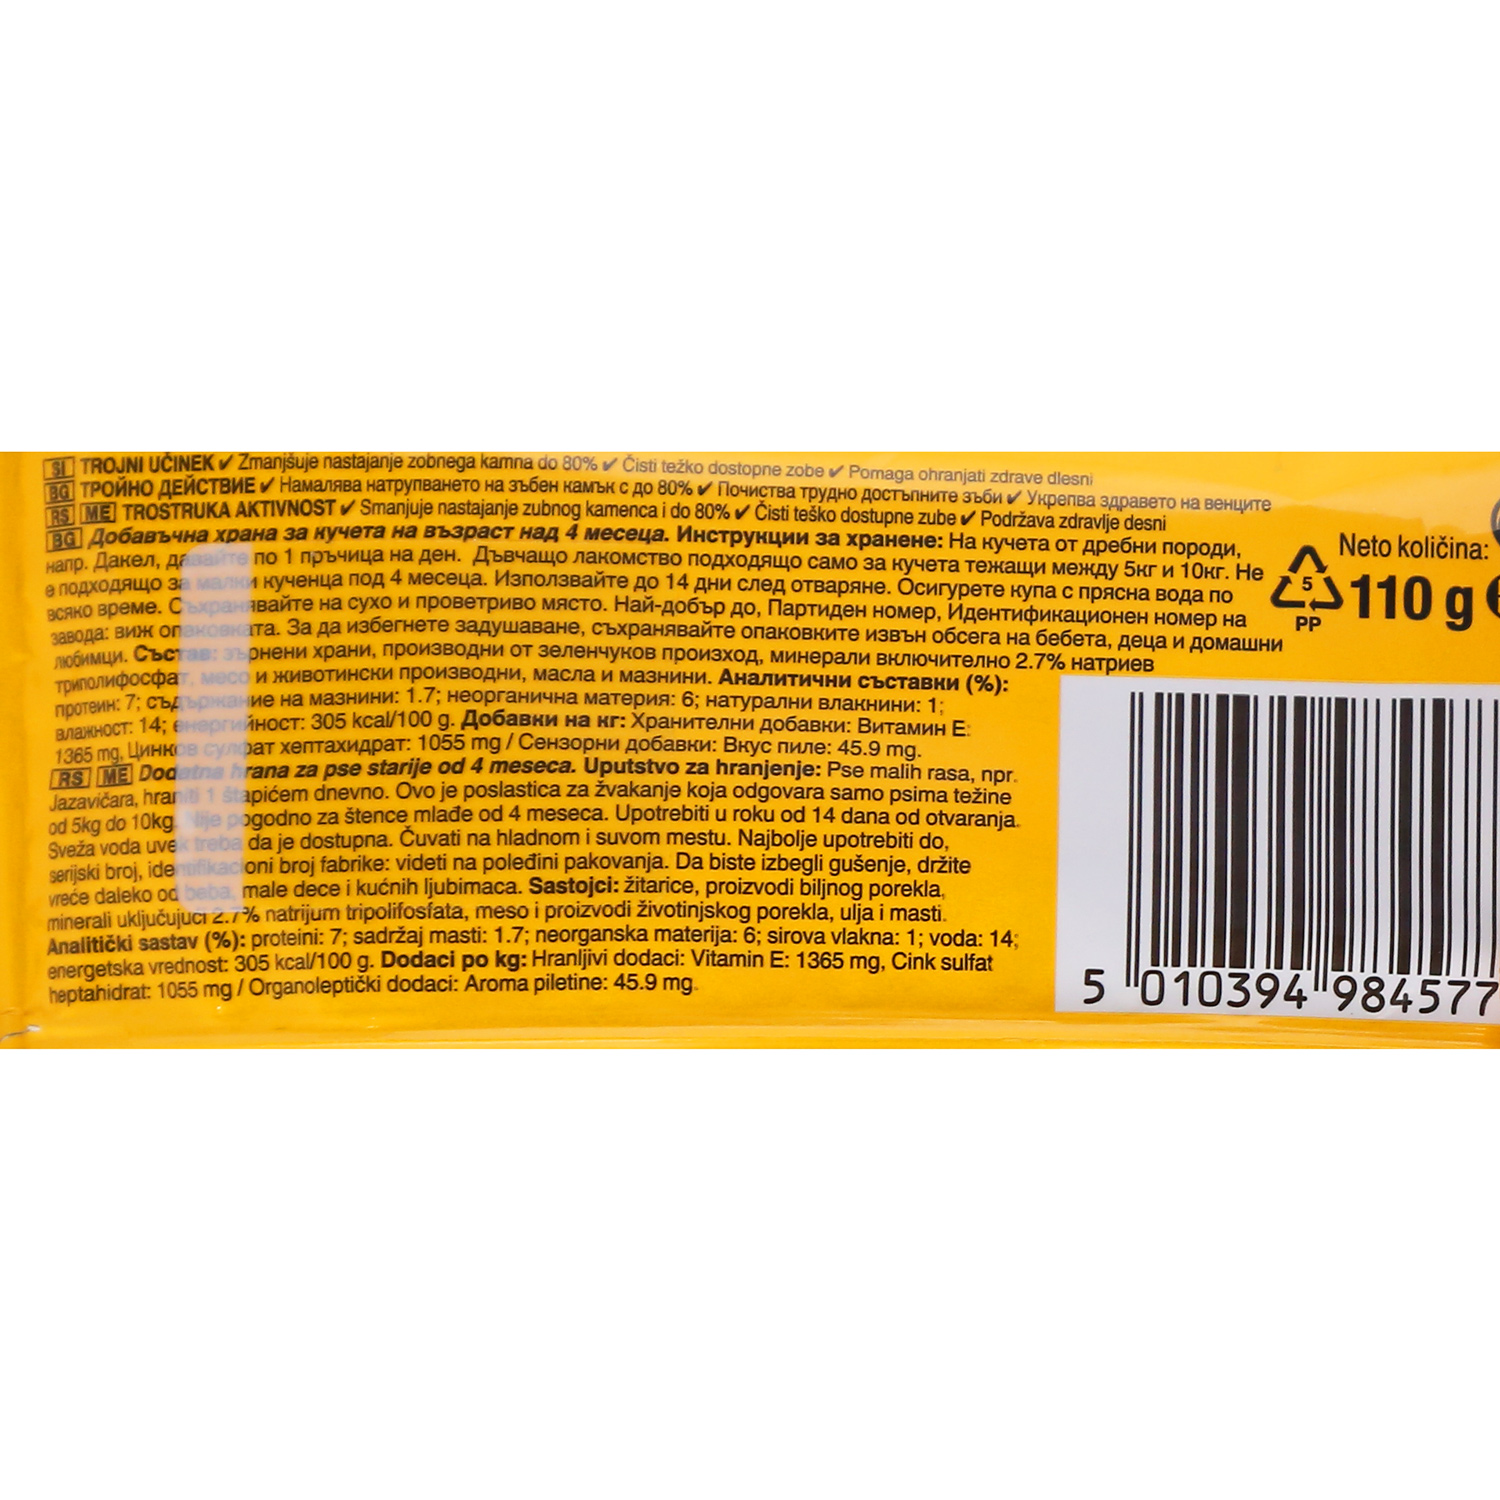 SI TROJNI UČINEK ✓ Zmanjšuje nastajanje zobnega kamna do 80% ✓ Čisti težko dostopne zobe ✓ Pomaga ohranjati zdrave dlesni
BG ТРОЙНО ДЕЙСТВИЕ ✓ Намалява натрупването на зъбен камък с до 80% ✓ Почиства трудно достъпните зъби ✓ Укрепва здравето на венците
RS ME TROSTRUKA AKTIVNOST ✓ Smanjuje nastajanje zubnog kamenca i do 80% ✓ Čisti teško dostupne zube ✓ Podržava zdravlje desni
BG Добавъчна храна за кучета на възраст над 4 месеца. Инструкции за хранене: На кучета от дребни породи,
напр. Дакел, давайте по 1 пръчица на ден. Дъвчащо лакомство подходящо само за кучета тежащи между 5кг и 10кг. Не
е подходящо за малки кученца под 4 месеца. Използвайте до 14 дни след отваряне. Осигурете купа с прясна вода по
всяко време. Съхранявайте на сухо и проветриво място. Най-добър до, Партиден номер, Идентификационен номер на
завода: виж опаковката. За да избегнете задушаване, съхранявайте опаковките извън обсега на бебета, деца и домашни
любимци. Състав: зърнени храни, производни от зеленчуков произход, минерали включително 2.7% натриев
триполифосфат, месо и животински производни, масла и мазнини. Аналитични съставки (%):
протеин: 7; съдържание на мазнини: 1.7; неорганична материя: 6; натурални влакнини: 1;
влажност: 14; енергийност: 305 kcal/100 g. Добавки на кг: Хранителни добавки: Витамин Е:
1365 mg, Цинков сулфат хептахидрат: 1055 mg / Сензорни добавки: Вкус пиле: 45.9 mg.
RS ME Dodatna hrana za pse starije od 4 meseca. Uputstvo za hranjenje: Pse malih rasa, npr.
Jazavičara, hraniti 1 štapićem dnevno. Ovo je poslastica za žvakanje koja odgovara samo psima težine
od 5kg do 10kg. Nije pogodno za štence mlađe od 4 meseca. Upotrebiti u roku od 14 dana od otvaranja.
Sveža voda uvek treba da je dostupna. Čuvati na hladnom i suvom mestu. Najbolje upotrebiti do,
serijski broj, identifikacioni broj fabrike: videti na poleđini pakovanja. Da biste izbegli gušenje, držite
vreće daleko od beba, male dece i kućnih ljubimaca. Sastojci: žitarice, proizvodi biljnog porekla,
minerali uključujući 2.7% natrijum tripolifosfata, meso i proizvodi životinjskog porekla, ulja i masti.
Analitički sastav (%): proteini: 7; sadržaj masti: 1.7; neorganska materija: 6; sirova vlakna: 1; voda: 14;
energetska vrednost: 305 kcal/100 g. Dodaci po kg: Hranljivi dodaci: Vitamin E: 1365 mg, Cink sulfat
heptahidrat: 1055 mg / Organoleptički dodaci: Aroma piletine: 45.9 mg.
5
PP
Neto količina:
110 g
5 010394 984577